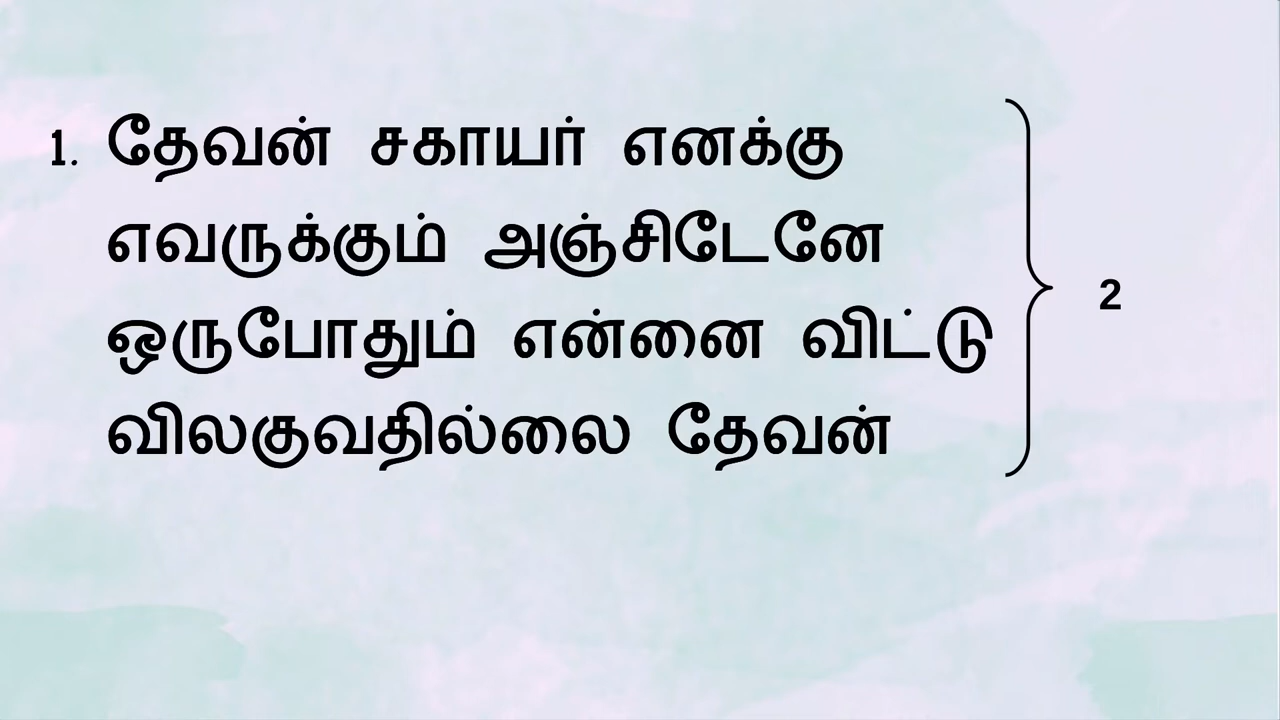 1. தேவன் சகாயர் எனக்கு
எவருக்கும் அஞ்சிடேனே
ஒருபோதும் என்னை விட்டு
விலகுவதில்லை தேவன்
2